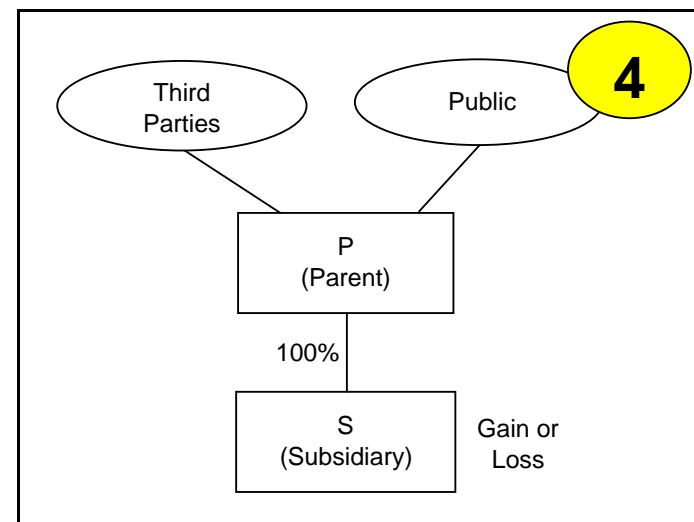 Third
Parties
Public
4
P
(Parent)
100%
S
(Subsidiary)
Gain or
Loss